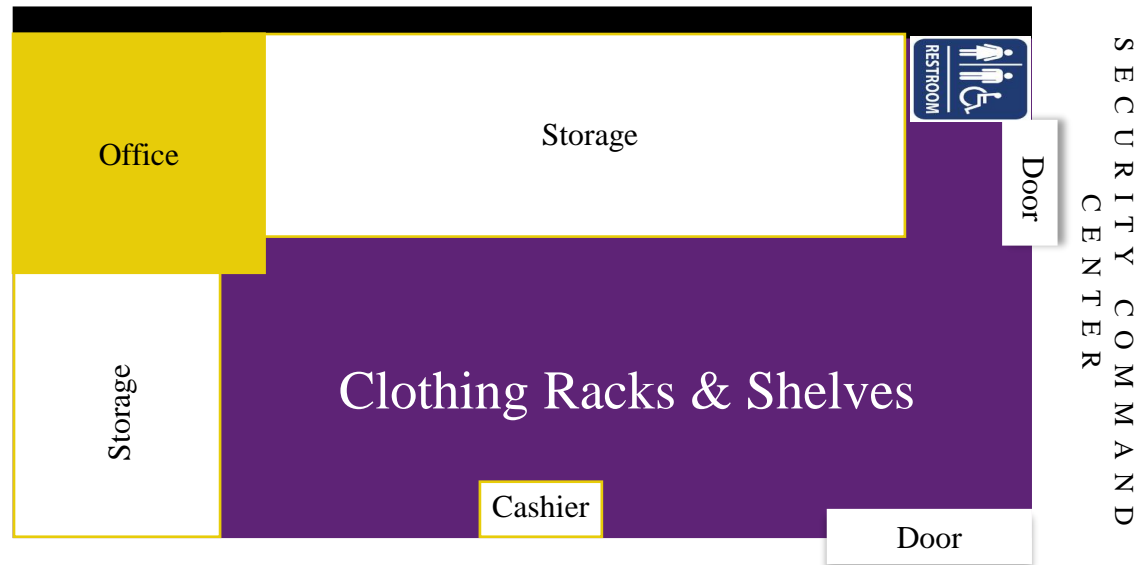 Office
Storage
RESTROOM
Door
SECURITY COMMAND
CENTER
Storage
Clothing Racks & Shelves
Cashier
Door